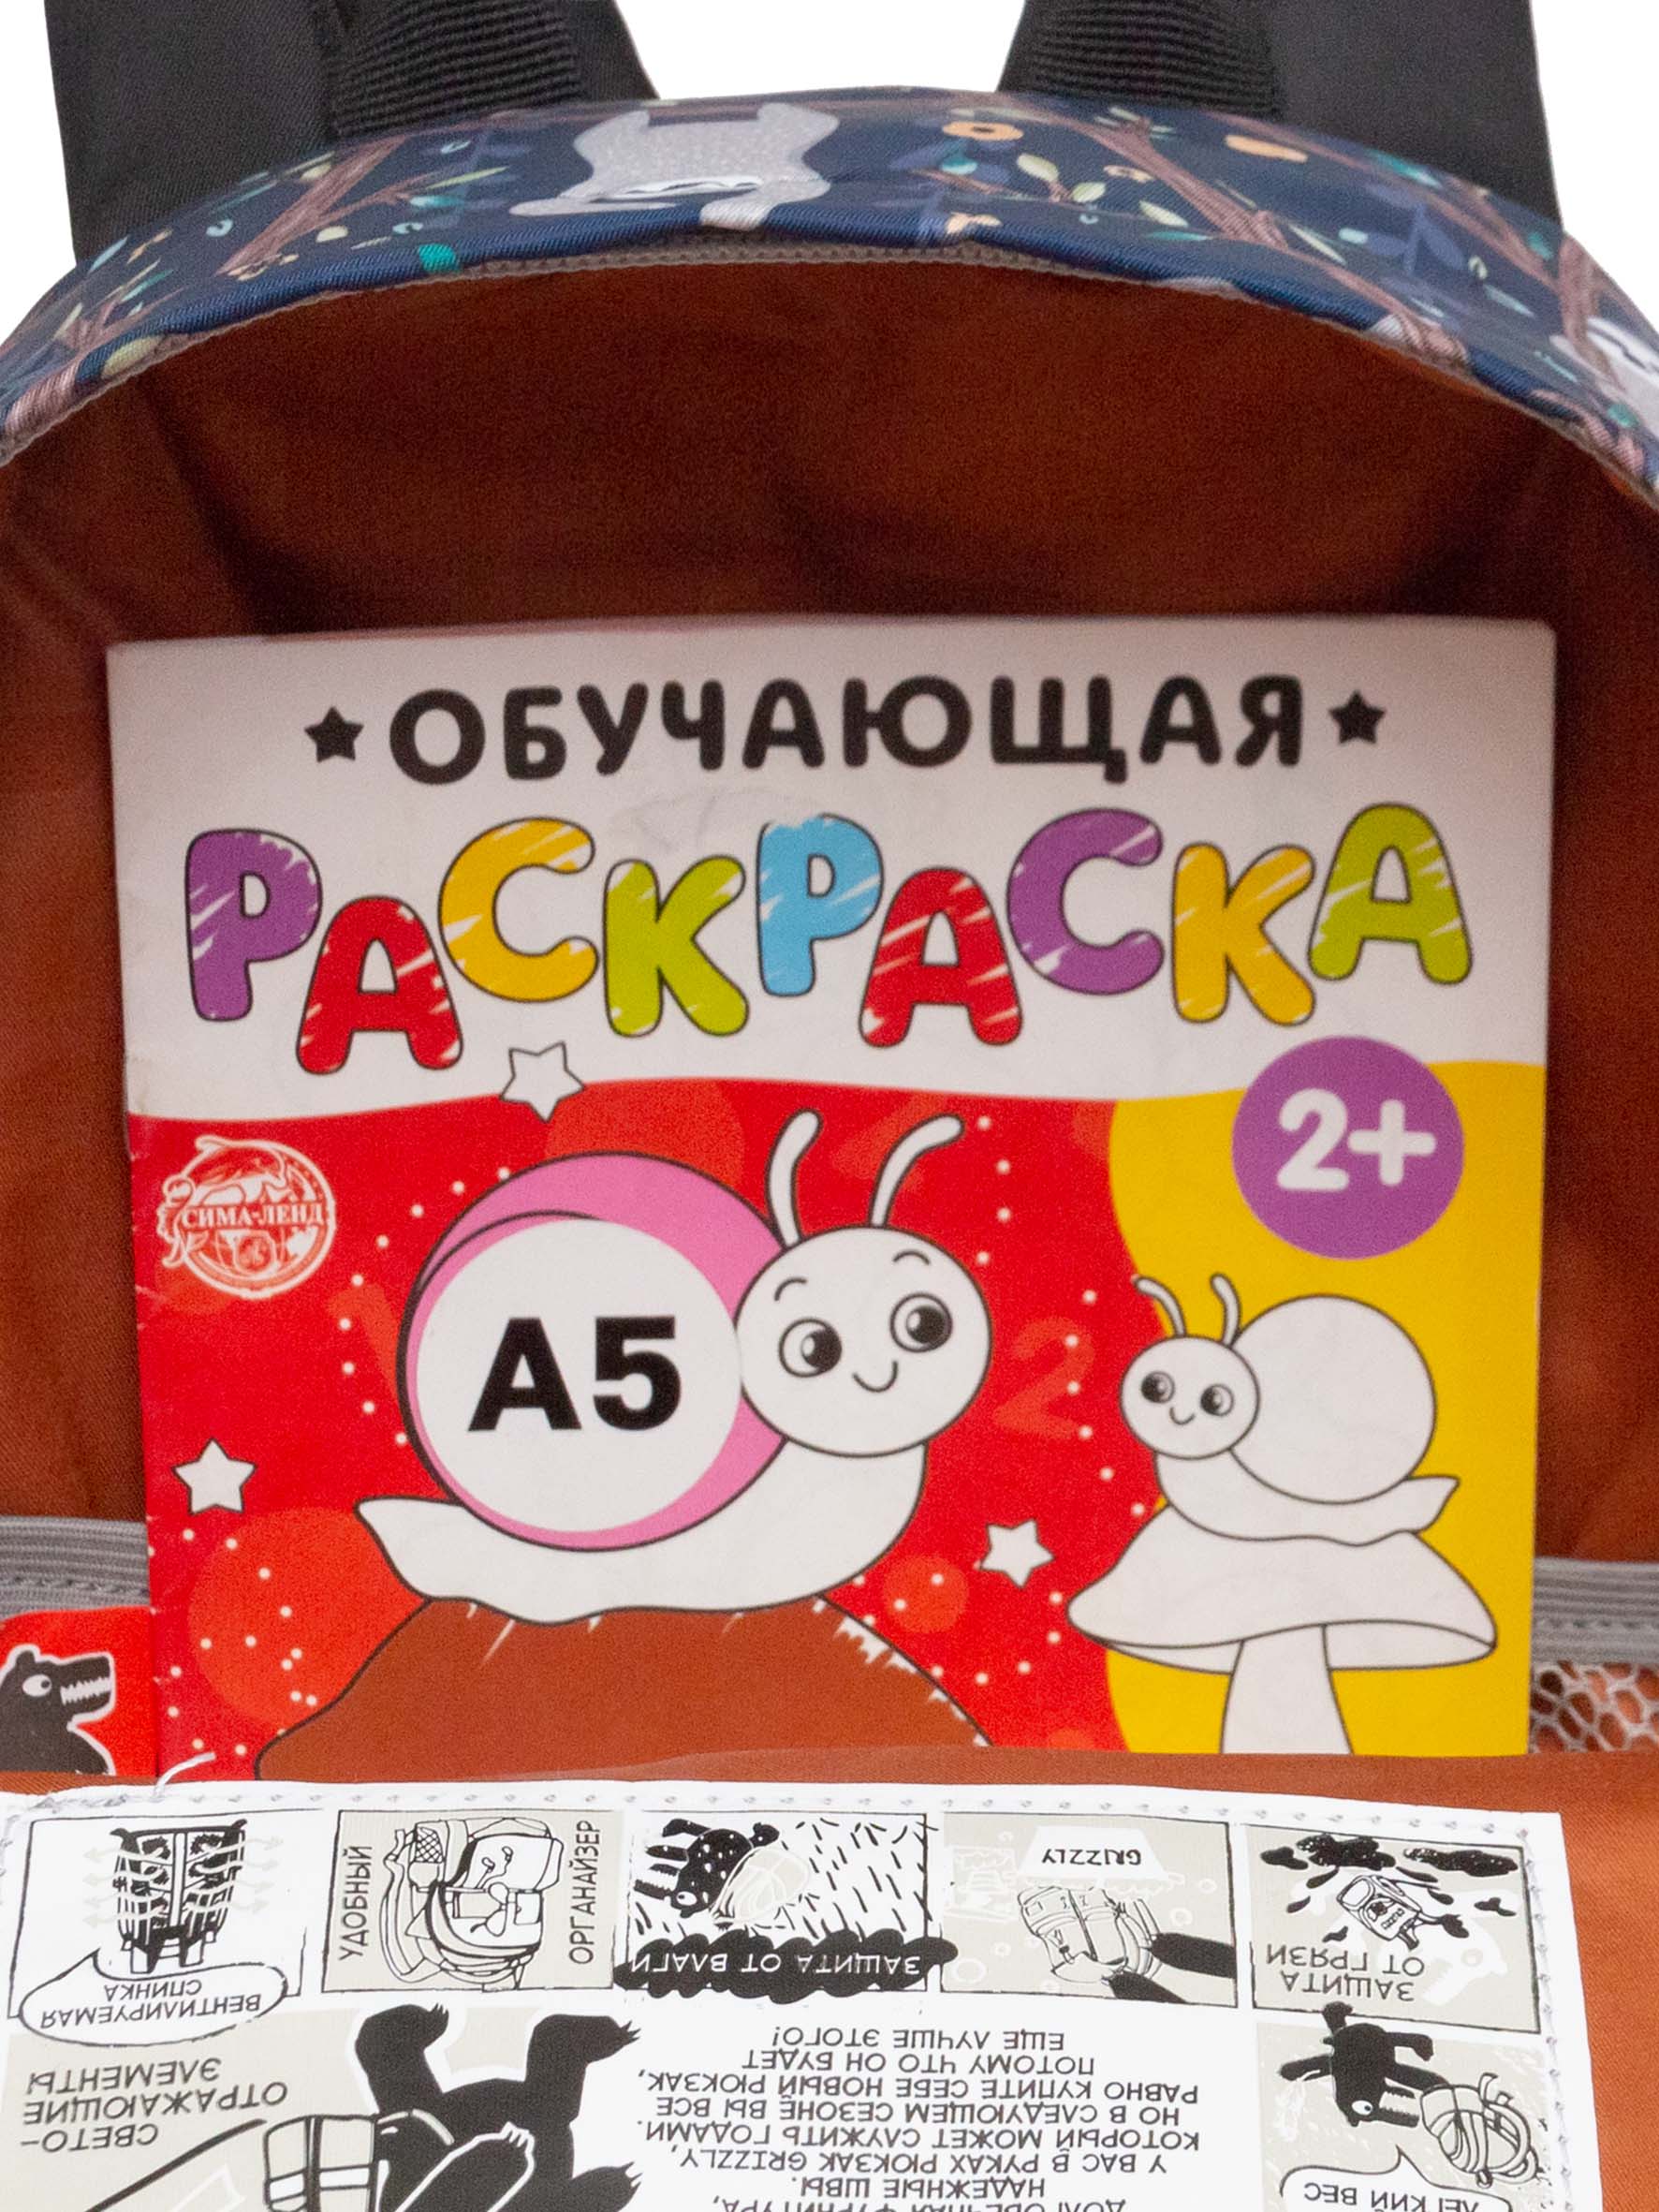 ОБУЧАЮЩАЯ
РАСКРАСКА
2+
СИМА-ЛЕНД
А5
ВЕНТИЛИРУЕМАЯ
СПИНКА
УДОБНЫЙ
ОРГАНАЙЗЕР
ЗАЩИТА ОТ ВЛАГИ
GRIZZLY
ЗАЩИТА
ОТ ГРЯЗИ
СВЕТО-
ОТРАЖАЮЩИЕ
ЭЛЕМЕНТЫ
ЛЕГКИЙ ВЕС
НАДЕЖНЫЕ ШВЫ.
У ВАС В РУКАХ РЮКЗАК GRIZZLY,
КОТОРЫЙ МОЖЕТ СЛУЖИТЬ ГОДАМИ.
НО В СЛЕДУЮЩЕМ СЕЗОНЕ ВЫ ВСЕ
РАВНО КУПИТЕ СЕБЕ НОВЫЙ РЮКЗАК,
ПОТОМУ ЧТО ОН БУДЕТ
ЕЩЕ ЛУЧШЕ ЭТОГО!